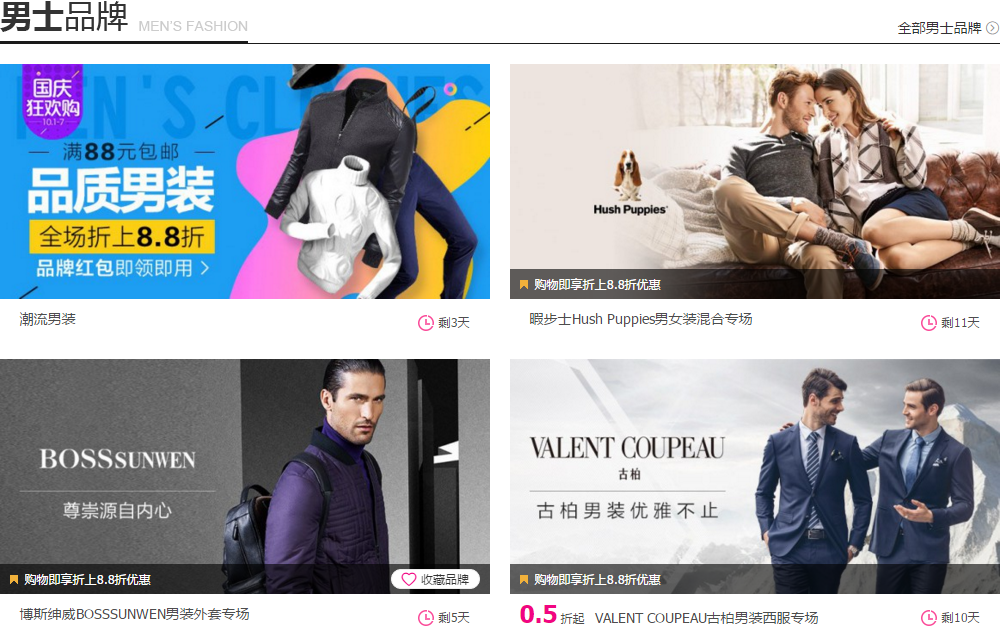 男士品牌 MEN'S FASHION
全部男士品牌
MEN'S CLOTHES
国庆
狂欢购
10.1-7
满88元包邮
品质男装
全场折上8.8折
品牌红包即领即用
潮流男装
剩3天
Hush Puppies
购物即享折上8.8折优惠
暇步士Hush Puppies男女装混合专场
剩11天
BOSSSUNWEN
尊崇源自内心
购物即享折上8.8折优惠
收藏品牌
博斯绅威BOSSSUNWEN男装外套专场
剩5天
VALENT COUPEAU
古柏
古柏男装优雅不止
购物即享折上8.8折优惠
0.5折起 VALENT COUPEAU古柏男装西服专场
剩10天